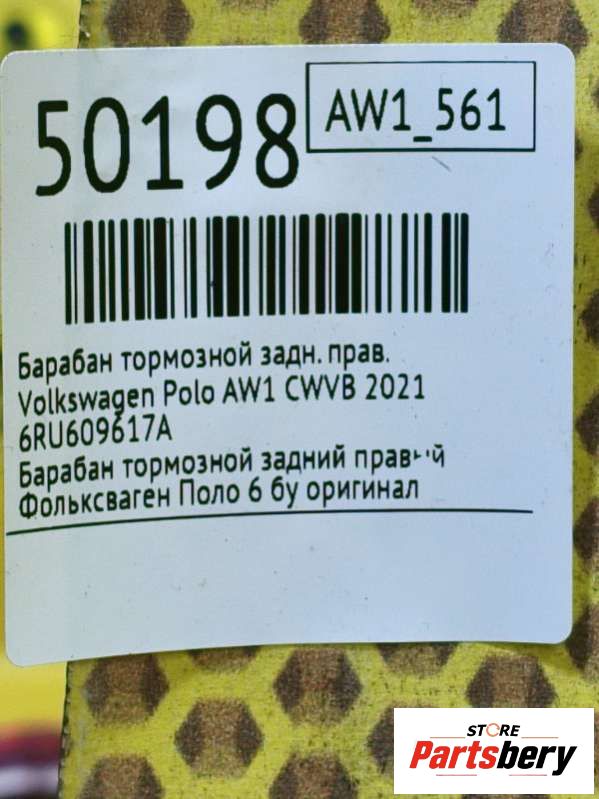 50198
AW1_561
Барабан тормозной задн. прав.
Volkswagen Polo AW1 CWVB 2021
6RU609617A
Барабан тормозной задний правый
Фольксваген Поло 6 бу оригинал
STORE
Partsbery